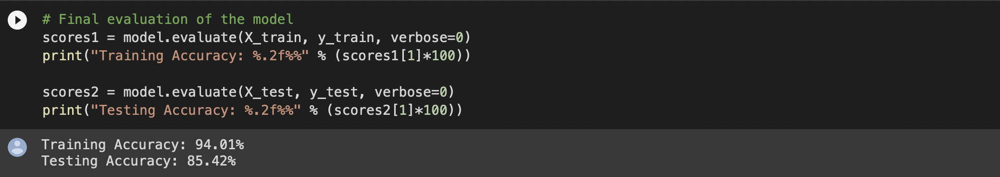 # Final evaluation of the model
scores1 = model.evaluate(X_train, y_train, verbose=0)
print("Training Accuracy: %.2f%%" % (scores1[1]*100))
scores2 = model.evaluate(X_test, y_test, verbose=0)
print("Testing Accuracy: %.2f%%" % (scores2[1]*100))
Training Accuracy: 94.01%
Testing Accuracy: 85.42%